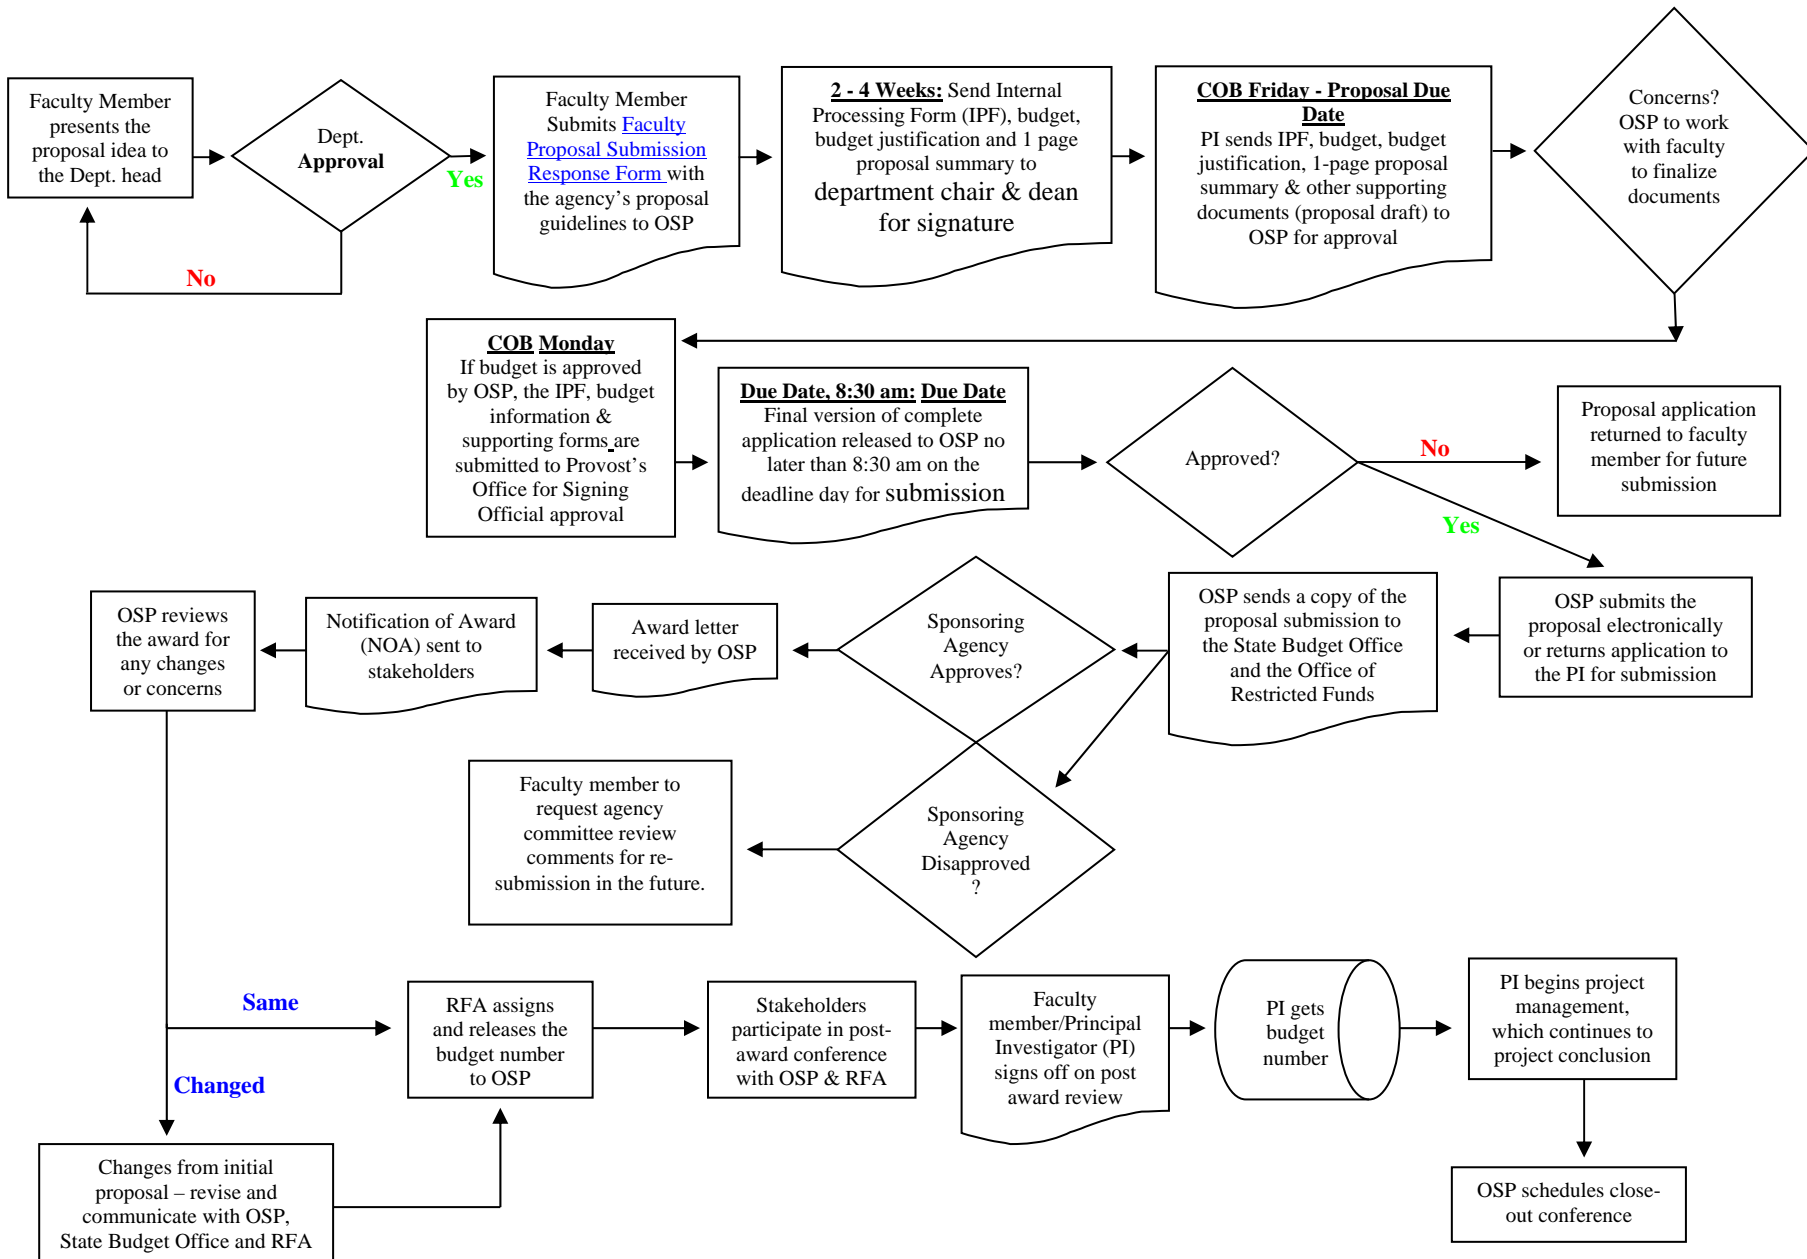 Faculty Member
presents the
proposal idea to
the Dept. head
Dept.
Approval
Yes
No
Faculty Member
Submits Faculty
Proposal Submission
Response Form with
the agency's proposal
guidelines to OSP
2 - 4 Weeks: Send Internal
Processing Form (IPF), budget,
budget justification and 1 page
proposal summary to
department chair & dean
for signature
COB Friday - Proposal Due
Date
PI sends IPF, budget, budget
justification, 1-page proposal
summary & other supporting
documents (proposal draft) to
OSP for approval
Concerns?
OSP to work
with faculty
to finalize
documents
COB Monday
If budget is approved
by OSP, the IPF, budget
information &
supporting forms are
submitted to Provost's
Office for Signing
Official approval
Due Date, 8:30 am: Due Date
Final version of complete
application released to OSP no
later than 8:30 am on the
deadline day for submission
Approved?
No
Yes
Proposal application
returned to faculty
member for future
submission
OSP submits the
proposal electronically
or returns application to
the PI for submission
OSP sends a copy of the
proposal submission to
the State Budget Office
and the Office of
Restricted Funds
Sponsoring
Agency
Approves?
Award letter
received by OSP
Notification of Award
(NOA) sent to
stakeholders
OSP reviews
the award for
any changes
or concerns
Sponsoring
Agency
Disapproved
?
Faculty member to
request agency
committee review
comments for re-
submission in the future.
Same
Changed
Changes from initial
proposal – revise and
communicate with OSP,
State Budget Office and RFA
RFA assigns
and releases the
budget number
to OSP
Stakeholders
participate in post-
award conference
with OSP & RFA
Faculty
member/Principal
Investigator (PI)
signs off on post
award review
PI gets
budget
number
PI begins project
management,
which continues to
project conclusion
OSP schedules close-
out conference